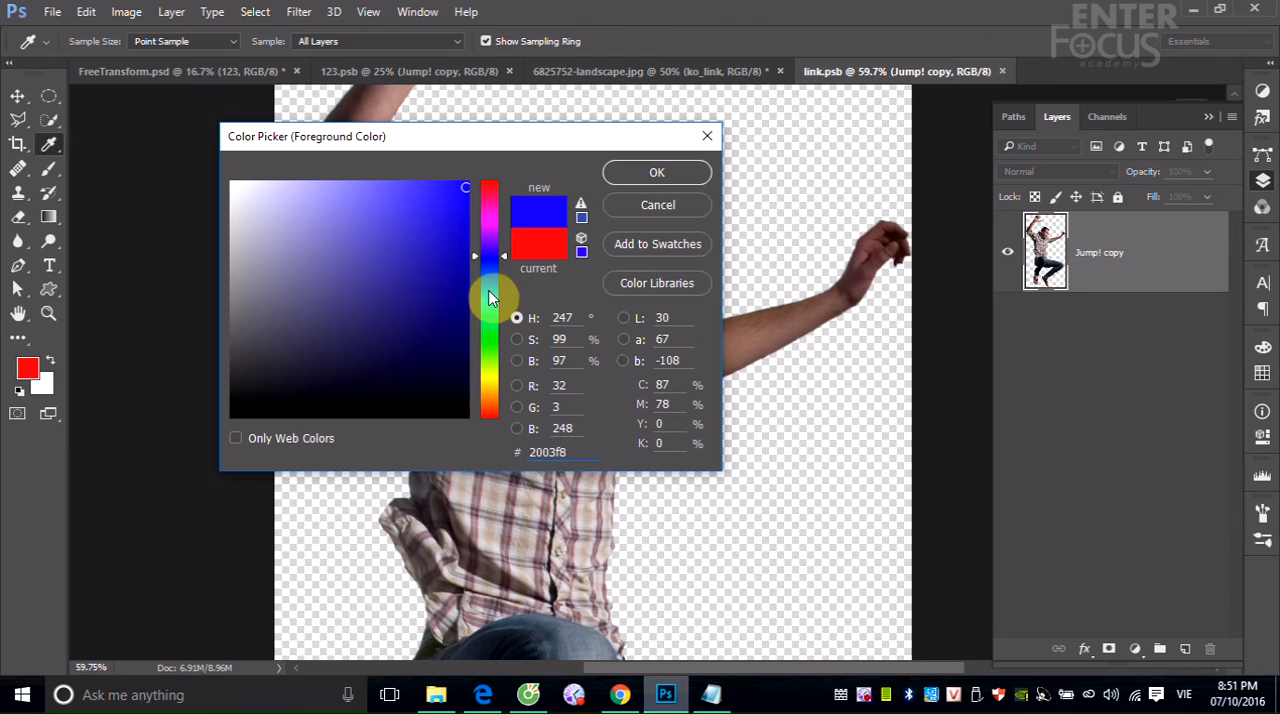 Ps File Edit Image Layer Type Select Filter 3D View Window Help
ENTER
FOCUS
academy
Sample Size: Point Sample Sample: All Layers Show Sampling Ring Essentials
FreeTransform.psd @ 16.7% (123, RGB/8) * × 123.psb @ 25% (Jump! copy, RGB/8) × 6825752-landscape.jpg @ 50% (ko_link, RGB/8) * × link.psb @ 59.7% (Jump! copy, RGB/8) ×
Paths Layers Channels
Kind
Normal Opacity: 100%
Lock: Fill: 100%
Jump! copy
Color Picker (Foreground Color)
new
current
OK
Cancel
Add to Swatches
Color Libraries
H: 247 ° L: 30
S: 99 % a: 67
B: 97 % b: -108
R: 32 C: 87 %
G: 3 M: 78 %
B: 248 Y: 0 %
K: 0 %
# 2003f8
Only Web Colors
59.75% Doc: 6.91M/8.96M
Ask me anything
Ps
VIE
8:51 PM
07/10/2016